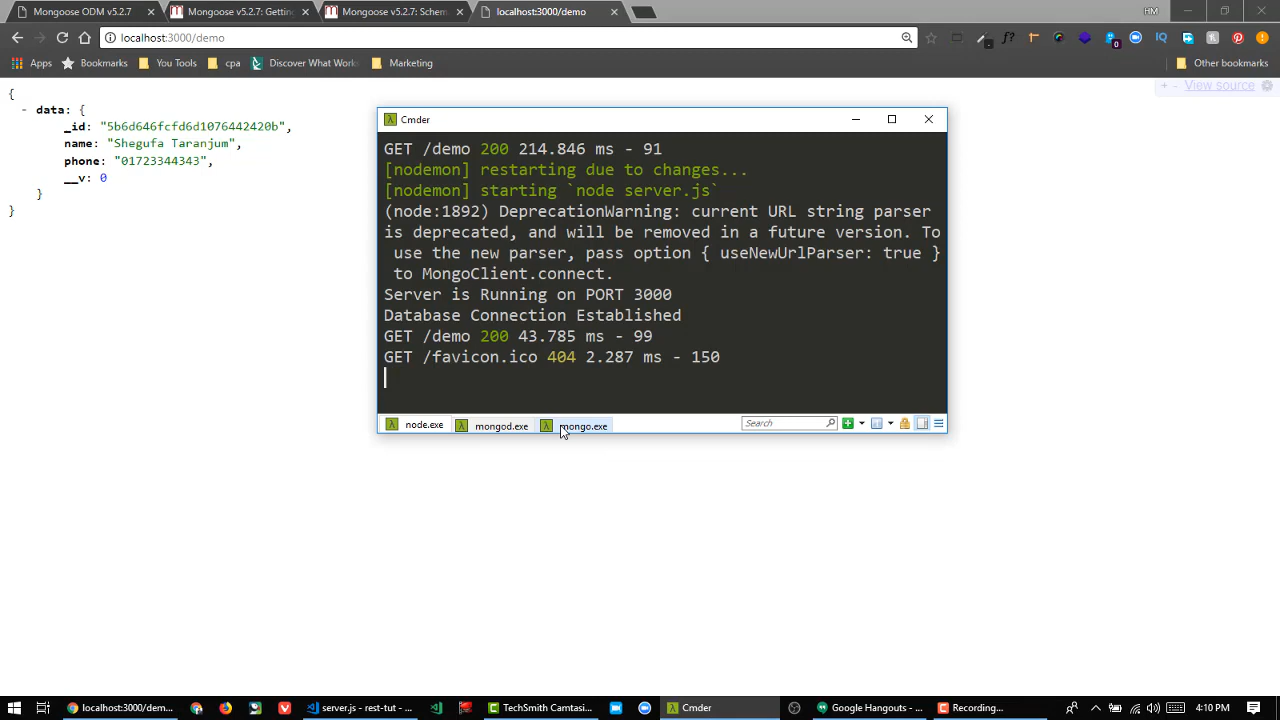 Mongoose ODM v5.2.7
Mongoose v5.2.7: Gettin
Mongoose v5.2.7: Schem
localhost:3000/demo
HM
localhost:3000/demo
Apps
Bookmarks
You Tools
cpa
Discover What Works
Marketing
Other bookmarks
{
- data: {
_id: "5b6d646fcfd6d1076442420b",
name: "Shegufa Taranjum",
phone: "01723344343",
__v: 0
}
}
+ - View source
Cmder
GET /demo 200 214.846 ms - 91
[nodemon] restarting due to changes...
[nodemon] starting `node server.js`
(node:1892) DeprecationWarning: current URL string parser
is deprecated, and will be removed in a future version. To
use the new parser, pass option { useNewUrlParser: true }
to MongoClient.connect.
Server is Running on PORT 3000
Database Connection Established
GET /demo 200 43.785 ms - 99
GET /favicon.ico 404 2.287 ms - 150
node.exe
mongod.exe
mongo.exe
Search
localhost:3000/dem...
server.js - rest-tut - ...
TechSmith Camtasi...
Cmder
Google Hangouts - ...
Recording...
4:10 PM